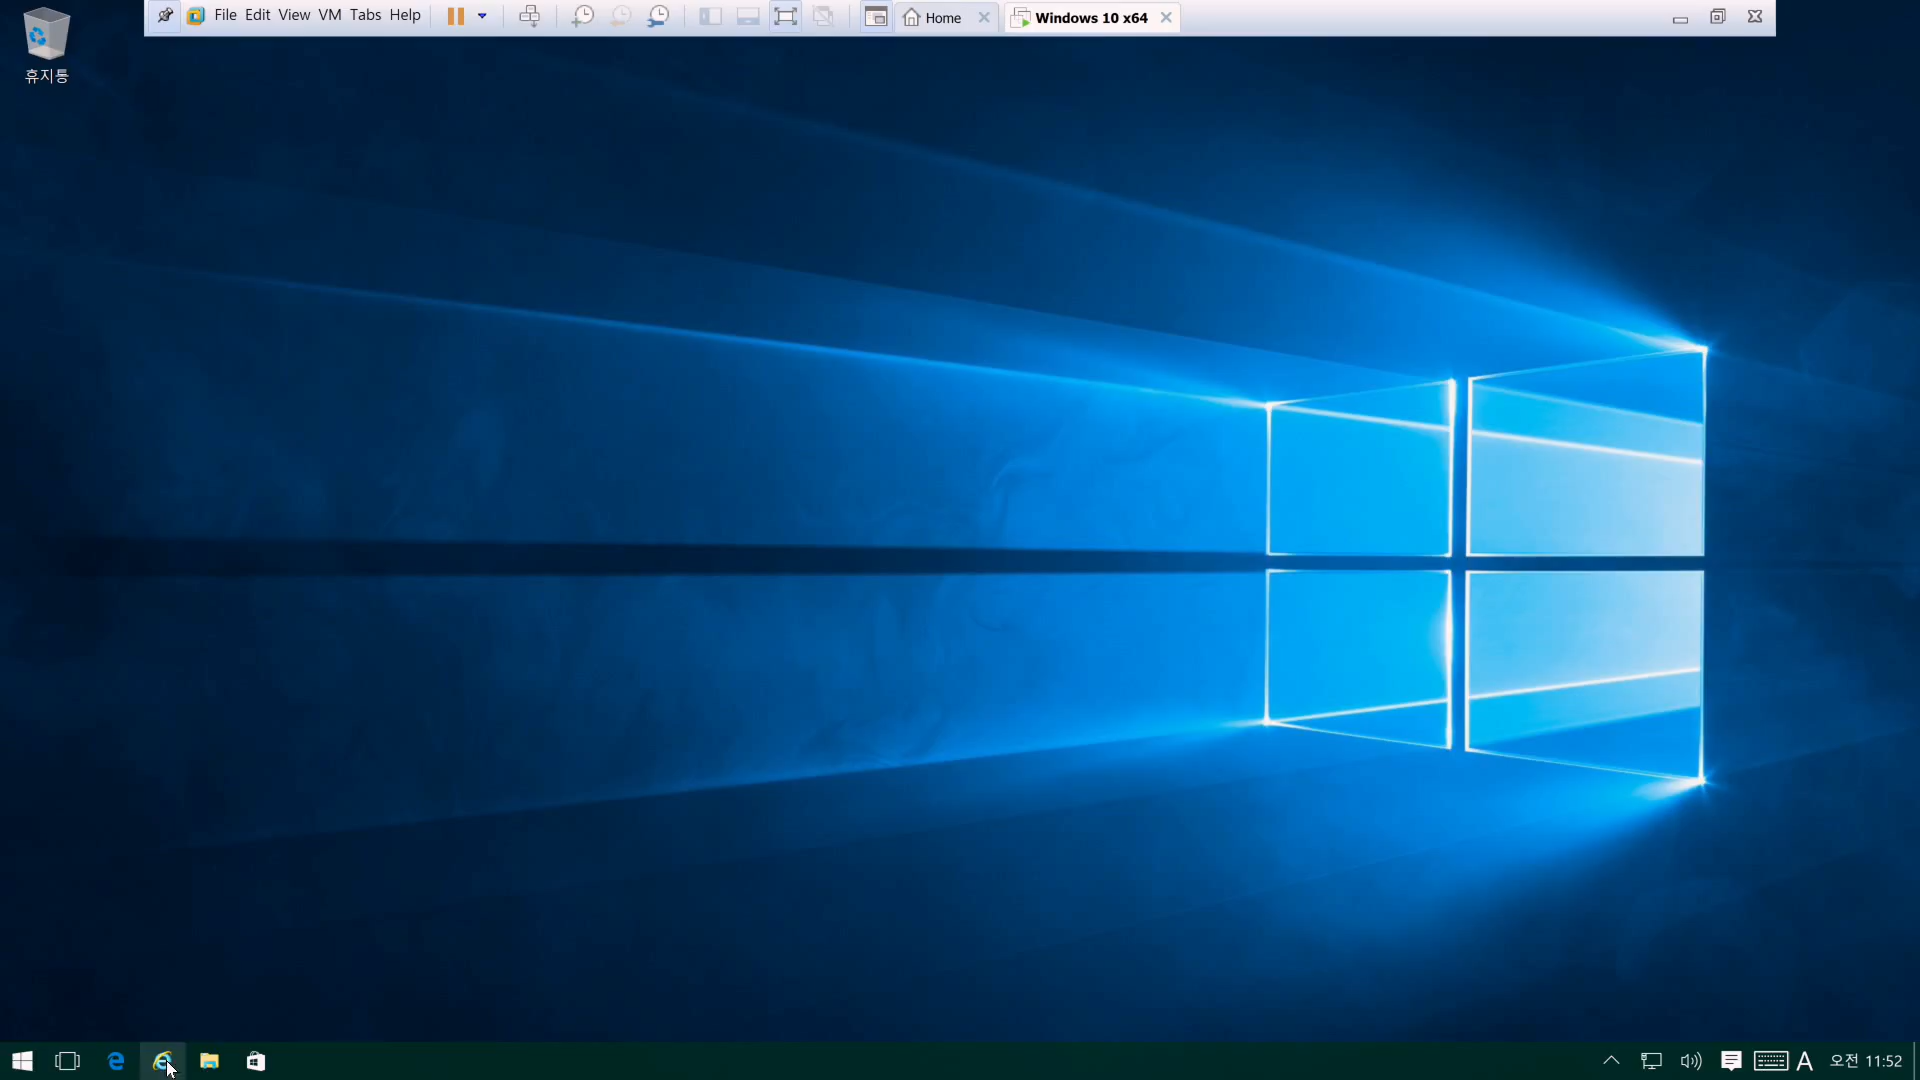 File Edit View VM Tabs Help
Home
Windows 10 x64
휴지통
A
오전 11:52